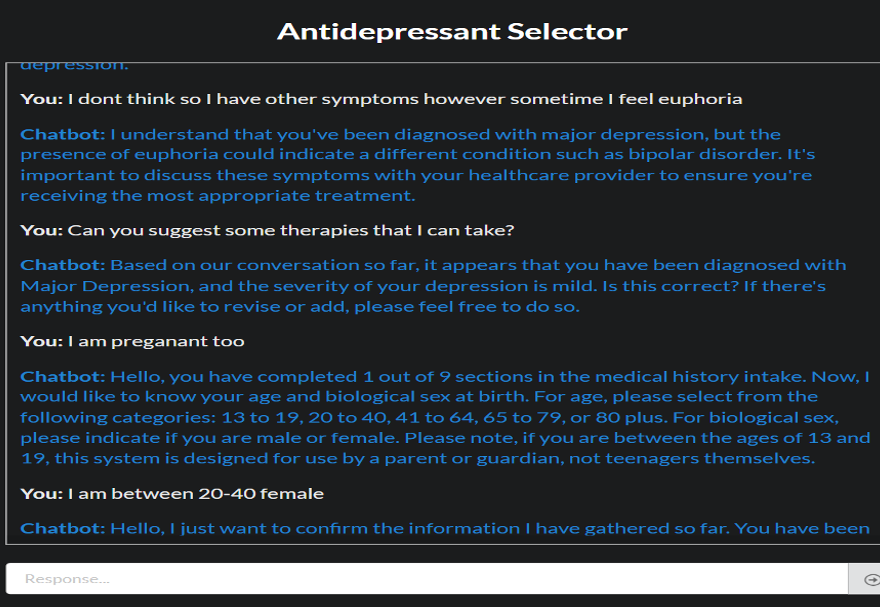 Antidepressant Selector
depression.
You: I dont think so I have other symptoms however sometime I feel euphoria
Chatbot: I understand that you've been diagnosed with major depression, but the
presence of euphoria could indicate a different condition such as bipolar disorder. It's
important to discuss these symptoms with your healthcare provider to ensure you're
receiving the most appropriate treatment.
You: Can you suggest some therapies that I can take?
Chatbot: Based on our conversation so far, it appears that you have been diagnosed with
Major Depression, and the severity of your depression is mild. Is this correct? If there's
anything you'd like to revise or add, please feel free to do so.
You: I am preganant too
Chatbot: Hello, you have completed 1 out of 9 sections in the medical history intake. Now, I
would like to know your age and biological sex at birth. For age, please select from the
following categories: 13 to 19, 20 to 40, 41 to 64, 65 to 79, or 80 plus. For biological sex,
please indicate if you are male or female. Please note, if you are between the ages of 13 and
19, this system is designed for use by a parent or guardian, not teenagers themselves.
You: I am between 20-40 female
Chatbot: Hello, I just want to confirm the information I have gathered so far. You have been
Response...